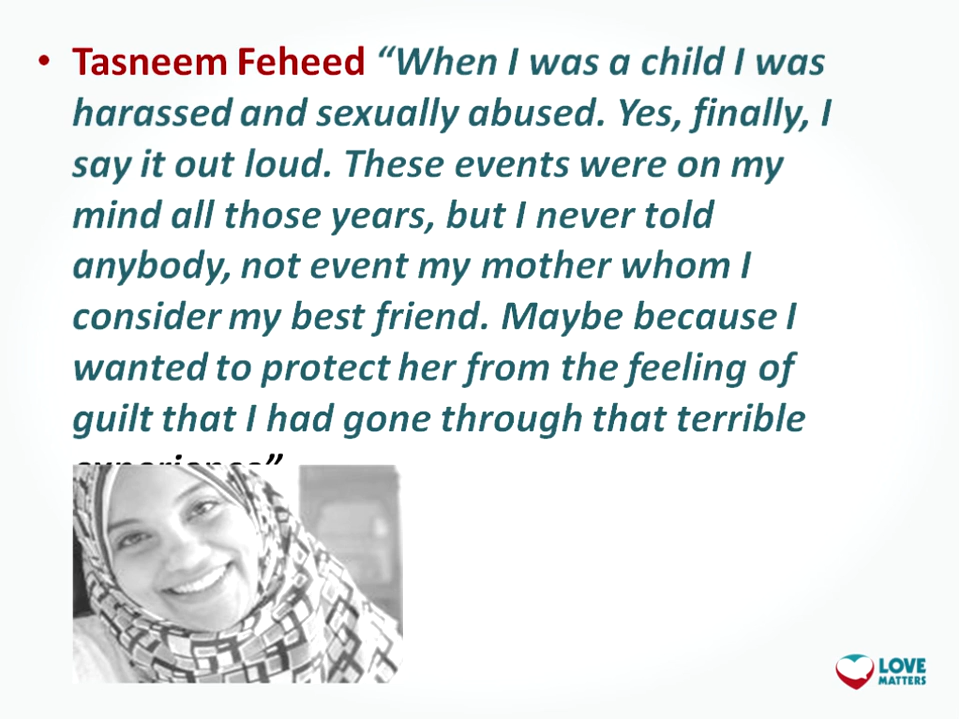 • Tasneem Feheed “When I was a child I was
harassed and sexually abused. Yes, finally, I
say it out loud. These events were on my
mind all those years, but I never told
anybody, not event my mother whom I
consider my best friend. Maybe because I
wanted to protect her from the feeling of
guilt that I had gone through that terrible
experience”
LOVE
MATTERS